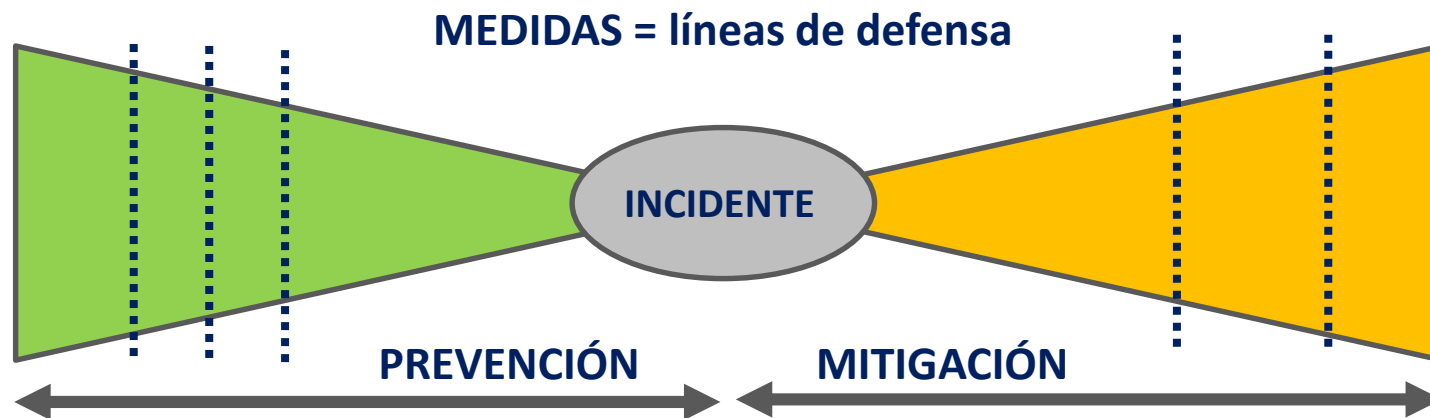 MEDIDAS = líneas de defensa
INCIDENTE
PREVENCIÓN
MITIGACIÓN